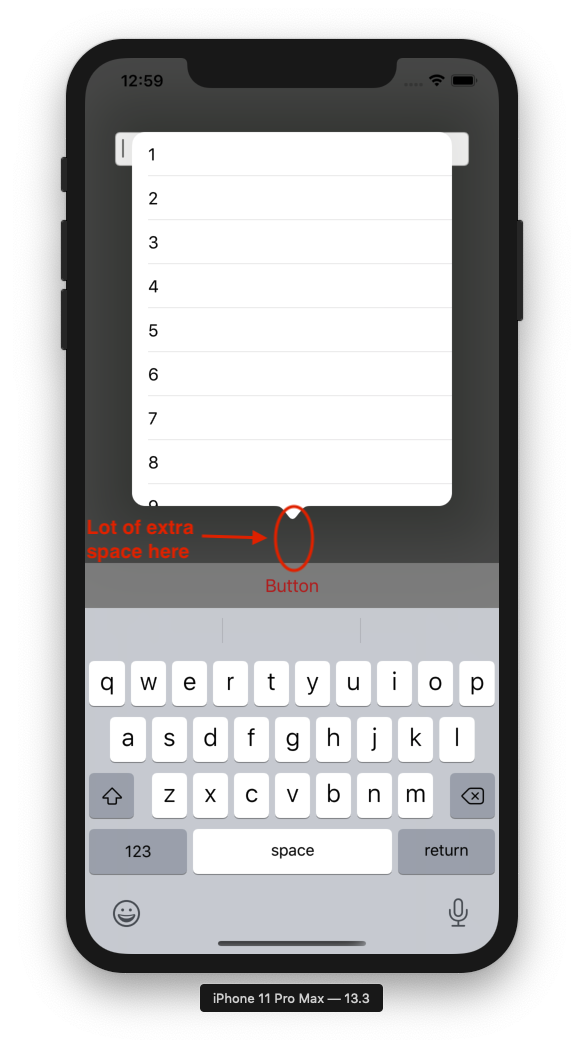 12:59
1
2
3
4
5
6
7
8
9
Lot of extra
space here
Button
q w e r t y u i o p
a s d f g h j k l
z x c v b n m
123 space return
iPhone 11 Pro Max — 13.3